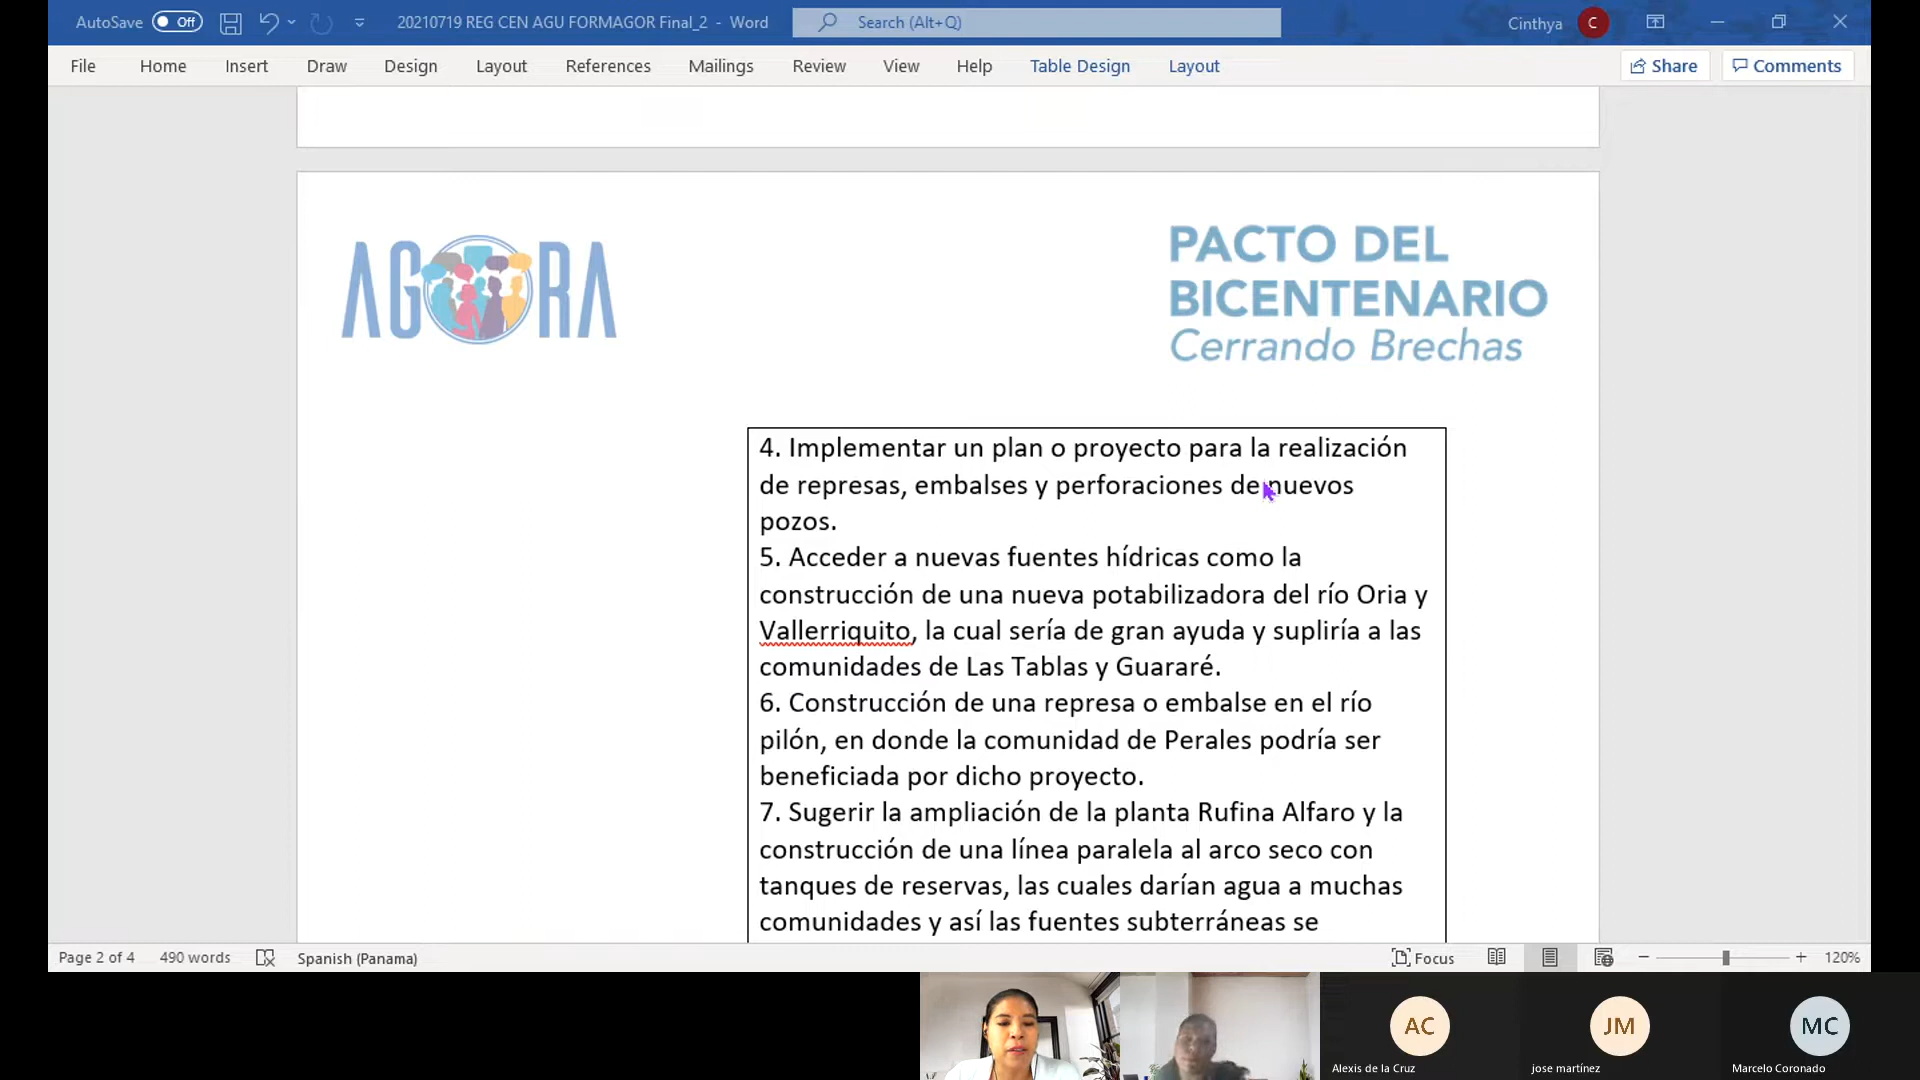 AutoSave Off 20210719 REG CEN AGU FORMAGOR Final_2 - Word Search (Alt+Q) Cinthya C
File Home Insert Draw Design Layout References Mailings Review View Help Table Design Layout Share Comments
AGORA
PACTO DEL
BICENTENARIO
Cerrando Brechas
4. Implementar un plan o proyecto para la realización
de represas, embalses y perforaciones de nuevos
pozos.
5. Acceder a nuevas fuentes hídricas como la
construcción de una nueva potabilizadora del río Oria y
Vallerriquito, la cual sería de gran ayuda y supliría a las
comunidades de Las Tablas y Guararé.
6. Construcción de una represa o embalse en el río
pilón, en donde la comunidad de Perales podría ser
beneficiada por dicho proyecto.
7. Sugerir la ampliación de la planta Rufina Alfaro y la
construcción de una línea paralela al arco seco con
tanques de reservas, las cuales darían agua a muchas
comunidades y así las fuentes subterráneas se
Page 2 of 4 490 words Spanish (Panama) Focus 120%
AC JM MC
Alexis de la Cruz jose martínez Marcelo Coronado